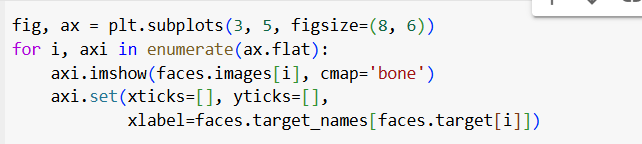 fig, ax = plt.subplots(3, 5, figsize=(8, 6))
for i, axi in enumerate(ax.flat):
    axi.imshow(faces.images[i], cmap='bone')
    axi.set(xticks=[], yticks=[],
            xlabel=faces.target_names[faces.target[i]])